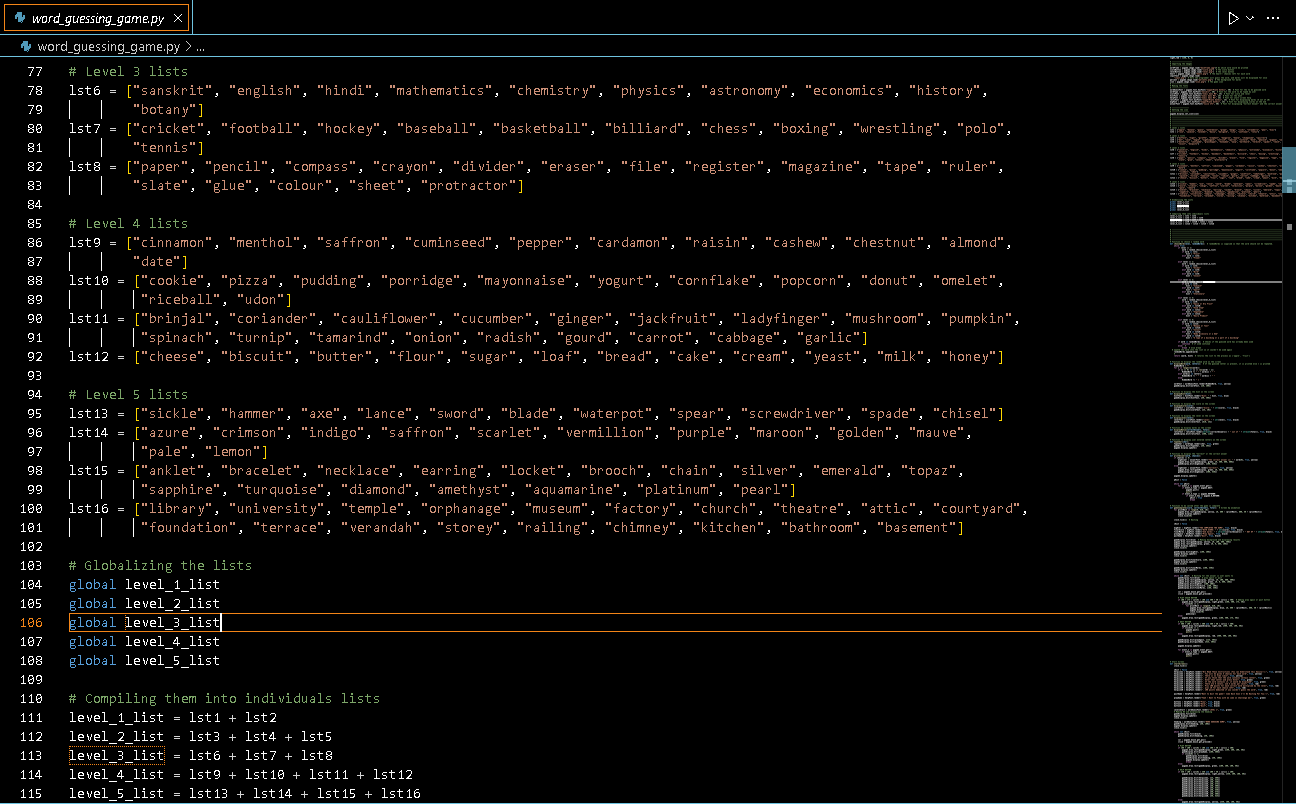 word_guessing_game.py
word_guessing_game.py > ...
77 # Level 3 lists
78 lst6 = ["sanskrit", "english", "hindi", "mathematics", "chemistry", "physics", "astronomy", "economics", "history",
79 "botany"]
80 lst7 = ["cricket", "football", "hockey", "baseball", "basketball", "billiard", "chess", "boxing", "wrestling", "polo",
81 "tennis"]
82 lst8 = ["paper", "pencil", "compass", "crayon", "divider", "eraser", "file", "register", "magazine", "tape", "ruler",
83 "slate", "glue", "colour", "sheet", "protractor"]
84
85 # Level 4 lists
86 lst9 = ["cinnamon", "menthol", "saffron", "cuminseed", "pepper", "cardamon", "raisin", "cashew", "chestnut", "almond",
87 "date"]
88 lst10 = ["cookie", "pizza", "pudding", "porridge", "mayonnaise", "yogurt", "cornflake", "popcorn", "donut", "omelet",
89 "riceball", "udon"]
90 lst11 = ["brinjal", "coriander", "cauliflower", "cucumber", "ginger", "jackfruit", "ladyfinger", "mushroom", "pumpkin",
91 "spinach", "turnip", "tamarind", "onion", "radish", "gourd", "carrot", "cabbage", "garlic"]
92 lst12 = ["cheese", "biscuit", "butter", "flour", "sugar", "loaf", "bread", "cake", "cream", "yeast", "milk", "honey"]
93
94 # Level 5 lists
95 lst13 = ["sickle", "hammer", "axe", "lance", "sword", "blade", "waterpot", "spear", "screwdriver", "spade", "chisel"]
96 lst14 = ["azure", "crimson", "indigo", "saffron", "scarlet", "vermillion", "purple", "maroon", "golden", "mauve",
97 "pale", "lemon"]
98 lst15 = ["anklet", "bracelet", "necklace", "earring", "locket", "brooch", "chain", "silver", "emerald", "topaz",
99 "sapphire", "turquoise", "diamond", "amethyst", "aquamarine", "platinum", "pearl"]
100 lst16 = ["library", "university", "temple", "orphanage", "museum", "factory", "church", "theatre", "attic", "courtyard",
101 "foundation", "terrace", "verandah", "storey", "railing", "chimney", "kitchen", "bathroom", "basement"]
102
103 # Globalizing the lists
104 global level_1_list
105 global level_2_list
106 global level_3_list
107 global level_4_list
108 global level_5_list
109
110 # Compiling them into individuals lists
111 level_1_list = lst1 + lst2
112 level_2_list = lst3 + lst4 + lst5
113 level_3_list = lst6 + lst7 + lst8
114 level_4_list = lst9 + lst10 + lst11 + lst12
115 level_5_list = lst13 + lst14 + lst15 + lst16